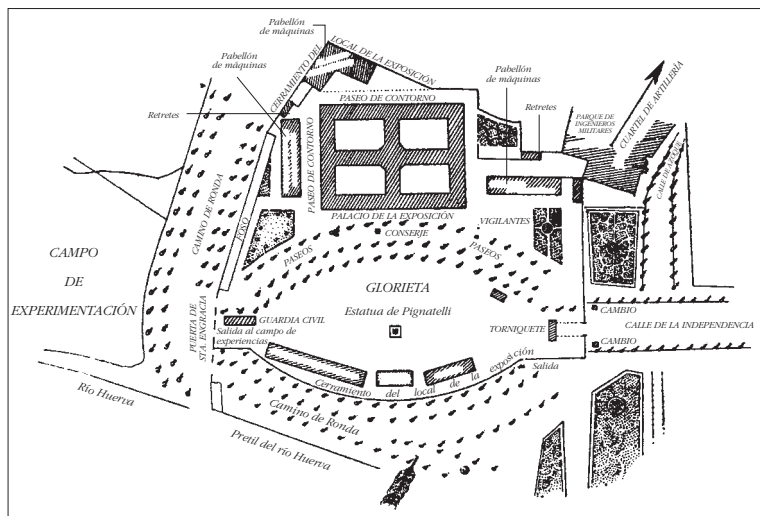 Pabellón
de máquinas
Pabellón
de máquinas
CERRAMIENTO DEL
LOCAL DE LA EXPOSICIÓN
Pabellón
de máquinas
Retretes
PASEO DE CONTORNO
Retretes
PARQUE DE
INGENIEROS
MILITARES
CUARTEL DE ARTILLERIA
PASEO DE CONTORNO
CAMINO DE RONDA
FOSO
PALACIO DE LA EXPOSICIÓN
VIGILANTES
CONSERJE
PASEOS
PASEOS
CAMPO
DE
EXPERIMENTACIÓN
GLORIETA
Estatua de Pignatelli
PUERTA DE
STA. ENGRACIA
GUARDIA CIVIL
Salida al campo de
experiencias
TORNIQUETE
CAMBIO
CALLE DE LA INDEPENDENCIA
CAMBIO
Salida
Cerramiento del local de la exposición
Río Huerva
Camino de Ronda
Pretil del río Huerva